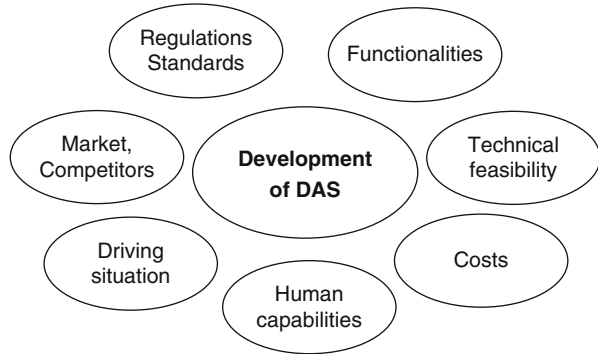 Regulations
Standards
Functionalities
Market,
Competitors
Development
of DAS
Technical
feasibility
Driving
situation
Costs
Human
capabilities